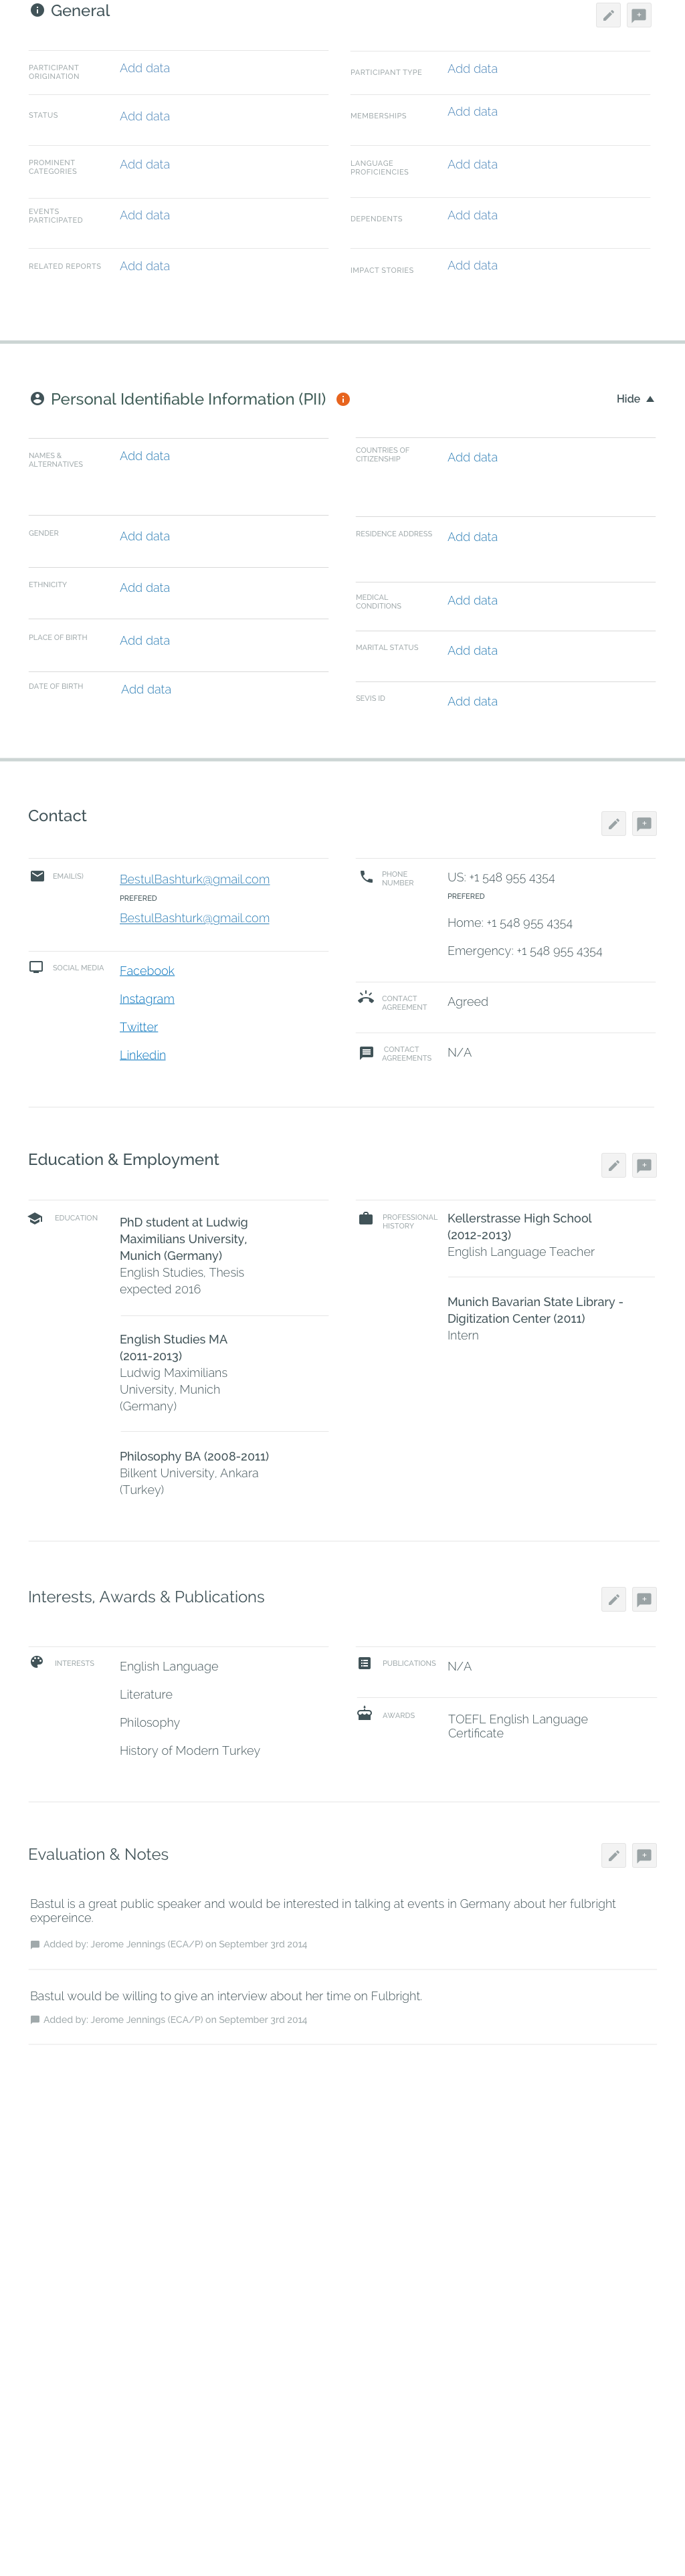 General
PARTICIPANT
ORIGINATION
Add data
PARTICIPANT TYPE
Add data
STATUS
Add data
MEMBERSHIPS
Add data
PROMINENT
CATEGORIES
Add data
LANGUAGE
PROFICIENCIES
Add data
EVENTS
PARTICIPATED
Add data
DEPENDENTS
Add data
RELATED REPORTS
Add data
IMPACT STORIES
Add data
Personal Identifiable Information (PII)
Hide
NAMES &
ALTERNATIVES
Add data
COUNTRIES OF
CITIZENSHIP
Add data
GENDER
Add data
RESIDENCE ADDRESS
Add data
ETHNICITY
Add data
MEDICAL
CONDITIONS
Add data
PLACE OF BIRTH
Add data
MARITAL STATUS
Add data
DATE OF BIRTH
Add data
SEVIS ID
Add data
Contact
EMAIL(S)
BestulBashturk@gmail.com
PREFERED
BestulBashturk@gmail.com
PHONE
NUMBER
US: +1 548 955 4354
PREFERED
Home: +1 548 955 4354
Emergency: +1 548 955 4354
SOCIAL MEDIA
Facebook
Instagram
Twitter
Linkedin
CONTACT
AGREEMENT
Agreed
CONTACT
AGREEMENTS
N/A
Education & Employment
EDUCATION
PhD student at Ludwig
Maximilians University,
Munich (Germany)
English Studies, Thesis
expected 2016
English Studies MA
(2011-2013)
Ludwig Maximilians
University, Munich
(Germany)
Philosophy BA (2008-2011)
Bilkent University, Ankara
(Turkey)
PROFESSIONAL
HISTORY
Kellerstrasse High School
(2012-2013)
English Language Teacher
Munich Bavarian State Library -
Digitization Center (2011)
Intern
Interests, Awards & Publications
INTERESTS
English Language
Literature
Philosophy
History of Modern Turkey
PUBLICATIONS
N/A
AWARDS
TOEFL English Language
Certificate
Evaluation & Notes
Bastul is a great public speaker and would be interested in talking at events in Germany about her fulbright
expereince.
Added by: Jerome Jennings (ECA/P) on September 3rd 2014
Bastul would be willing to give an interview about her time on Fulbright.
Added by: Jerome Jennings (ECA/P) on September 3rd 2014